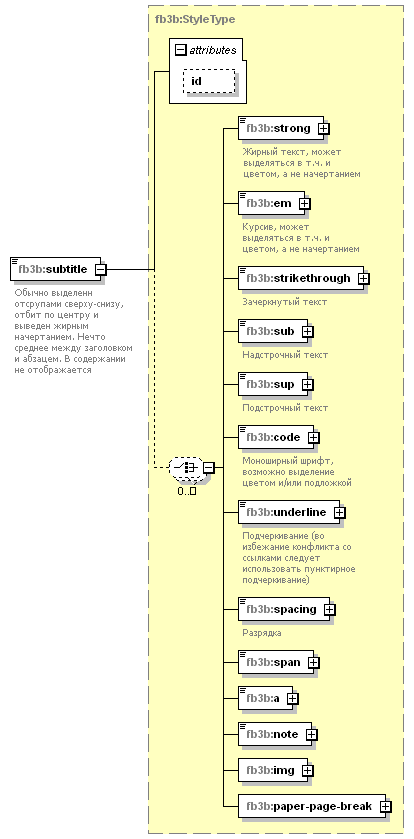 fb3b:StyleType
attributes
id
fb3b:strong
Жирный текст, может
выделяться в т.ч. и
цветом, а не начертанием
fb3b:em
Курсив, может
выделяться в т.ч. и
цветом, а не начертанием
fb3b:subtitle
Обычно выделенн
отсрупами сверху-снизу,
отбит по центру и
выведен жирным
начертанием. Нечто
среднее между заголовком
и абзацем. В содержании
не отображается
fb3b:strikethrough
Зачеркнутый текст
fb3b:sub
Надстрочный текст
fb3b:sup
Подстрочный текст
fb3b:code
Моноширный шрифт,
возможно выделение
цветом и/или подложкой
0..
fb3b:underline
Подчеркивание (во
избежание конфликта со
ссылками следует
использовать пунктирное
подчеркивание)
fb3b:spacing
Разрядка
fb3b:span
fb3b:a
fb3b:note
fb3b:img
fb3b:paper-page-break